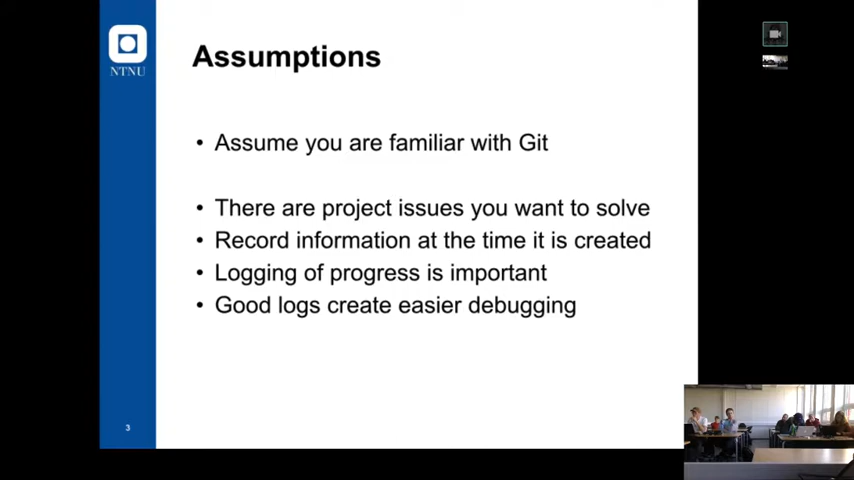 Assumptions
NTNU
• Assume you are familiar with Git
• There are project issues you want to solve
• Record information at the time it is created
• Logging of progress is important
• Good logs create easier debugging
3